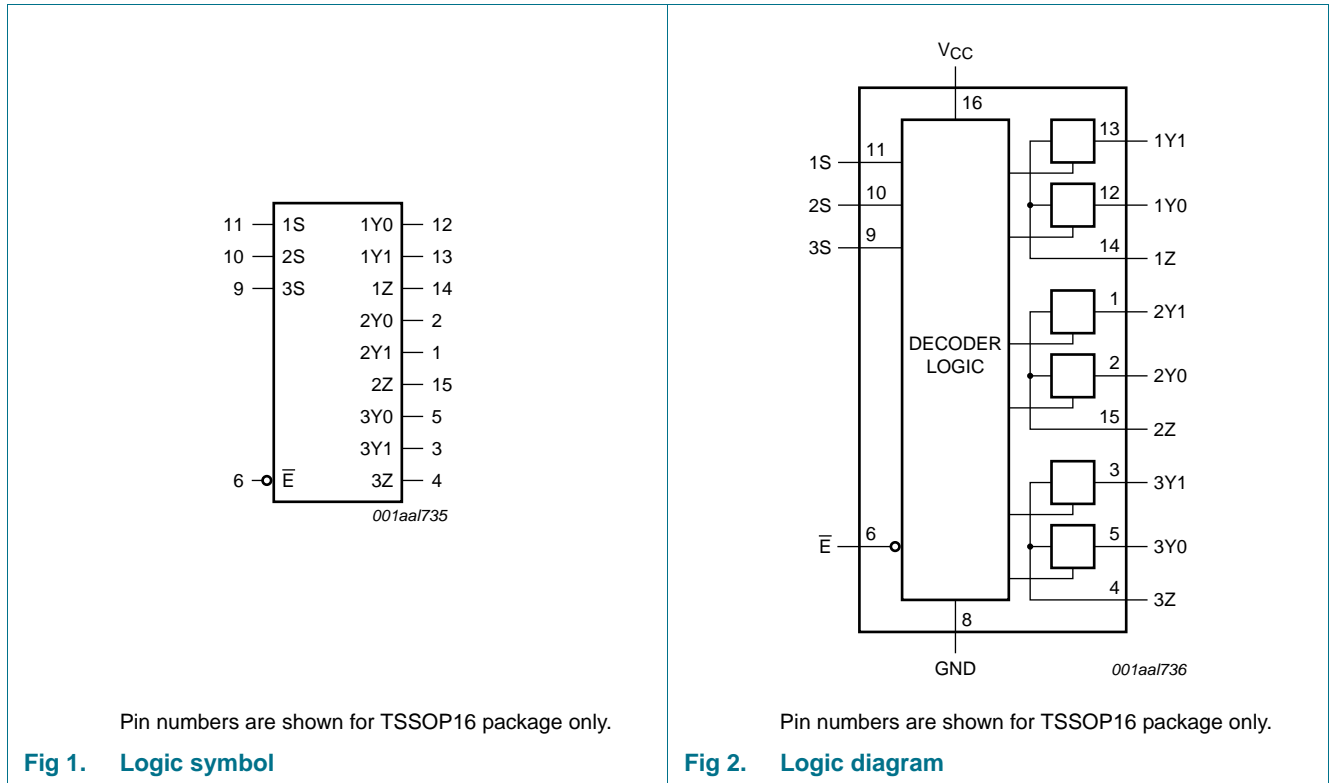 11 1S 1Y0 12
10 2S 1Y1 13
9 3S 1Z 14
2Y0 2
2Y1 1
2Z 15
3Y0 5
3Y1 3
6 E̅ 3Z 4
001aal735
Pin numbers are shown for TSSOP16 package only.
Fig 1. Logic symbol
VCC
16
13 1Y1
1S 11
12 1Y0
2S 10
3S 9
14 1Z
1 2Y1
DECODER
LOGIC
2 2Y0
15 2Z
3 3Y1
E̅ 6
5 3Y0
4 3Z
8
GND
001aal736
Pin numbers are shown for TSSOP16 package only.
Fig 2. Logic diagram